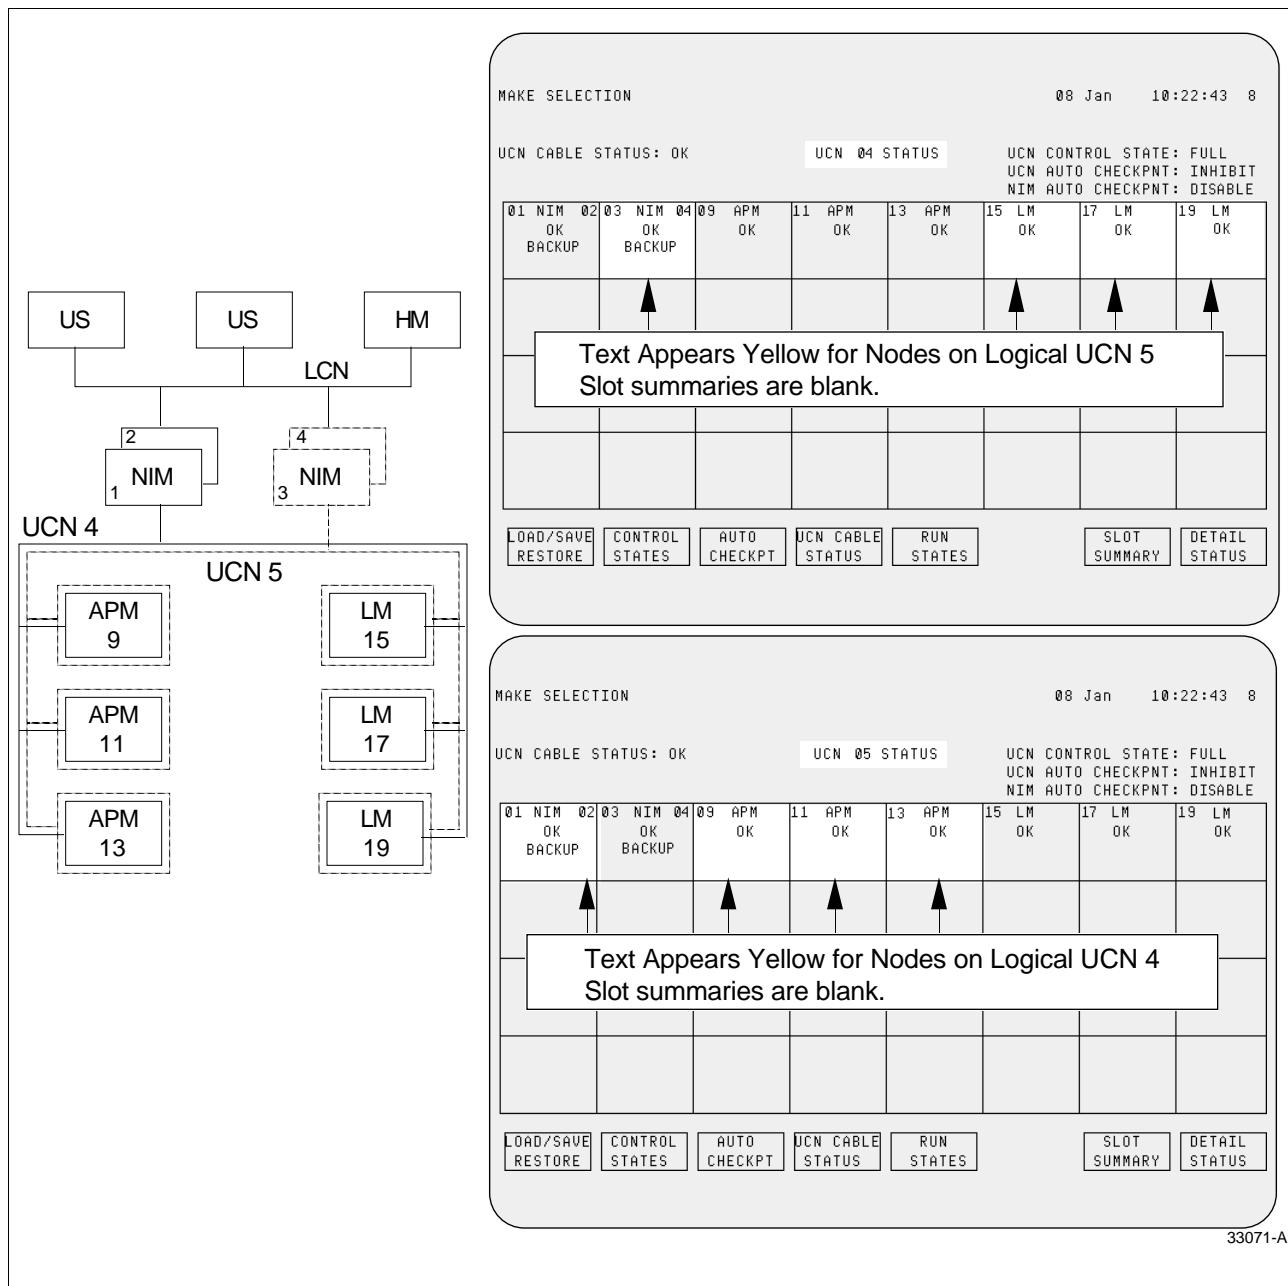 US
US
HM
LCN
2
NIM
1
4
NIM
3
UCN 4
UCN 5
APM
9
LM
15
APM
11
LM
17
APM
13
LM
19
MAKE SELECTION 08 Jan 10:22:43 8
UCN CABLE STATUS: OK UCN 04 STATUS UCN CONTROL STATE: FULL
UCN AUTO CHECKPNT: INHIBIT
NIM AUTO CHECKPNT: DISABLE
01 NIM 02 03 NIM 04 09 APM 11 APM 13 APM 15 LM 17 LM 19 LM
OK OK OK OK OK OK OK OK
BACKUP BACKUP
Text Appears Yellow for Nodes on Logical UCN 5
Slot summaries are blank.
LOAD/SAVE CONTROL AUTO UCN CABLE RUN SLOT DETAIL
RESTORE STATES CHECKPT STATUS STATES SUMMARY STATUS
MAKE SELECTION 08 Jan 10:22:43 8
UCN CABLE STATUS: OK UCN 05 STATUS UCN CONTROL STATE: FULL
UCN AUTO CHECKPNT: INHIBIT
NIM AUTO CHECKPNT: DISABLE
01 NIM 02 03 NIM 04 09 APM 11 APM 13 APM 15 LM 17 LM 19 LM
OK OK OK OK OK OK OK OK
BACKUP BACKUP
Text Appears Yellow for Nodes on Logical UCN 4
Slot summaries are blank.
LOAD/SAVE CONTROL AUTO UCN CABLE RUN SLOT DETAIL
RESTORE STATES CHECKPT STATUS STATES SUMMARY STATUS
33071-A